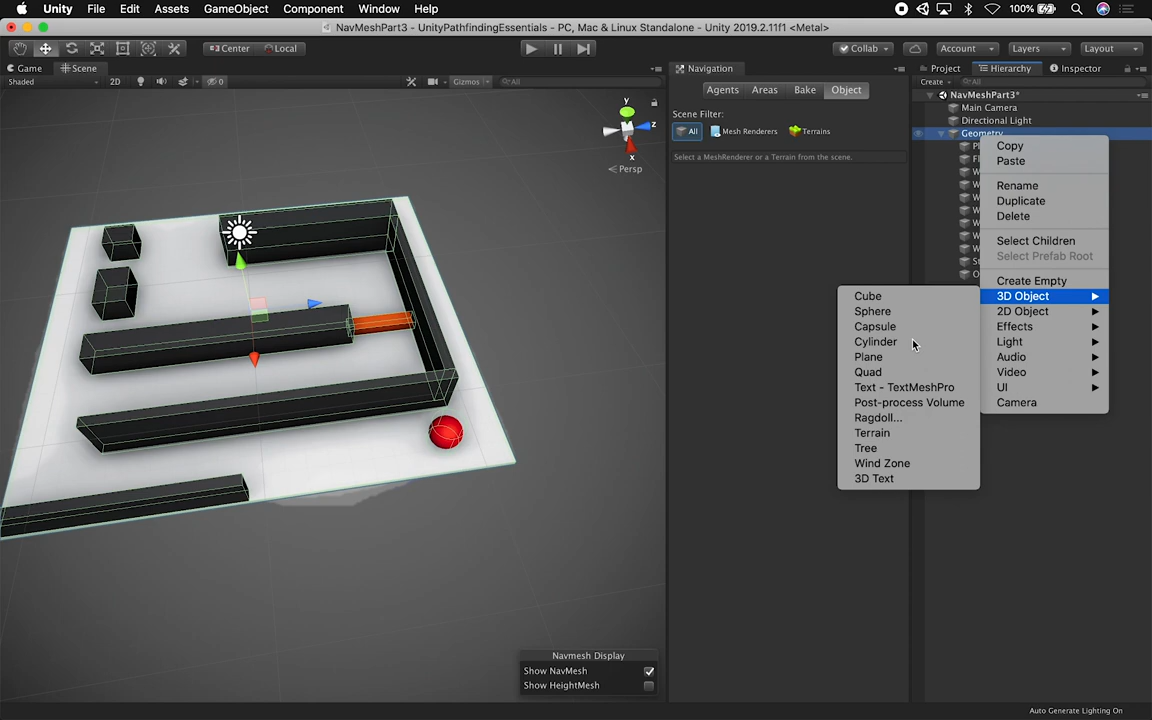 Unity File Edit Assets GameObject Component Window Help 100%
NavMeshPart3 - UnityPathfindingEssentials - PC, Mac & Linux Standalone - Unity 2019.2.11f1 <Metal>
Center Local Collab Account Layers Layout
Game Scene Navigation Project Hierarchy Inspector
Shaded 2D 0 Gizmos All
Agents Areas Bake Object
Create All
NavMeshPart3*
Main Camera
Directional Light
Geometry
Scene Filter:
All Mesh Renderers Terrains
Select a MeshRenderer or a Terrain from the scene.
y
z
x
Persp
Copy
Paste
Rename
Duplicate
Delete
Select Children
Select Prefab Root
Create Empty
3D Object
2D Object
Effects
Light
Audio
Video
UI
Camera
Cube
Sphere
Capsule
Cylinder
Plane
Quad
Text - TextMeshPro
Post-process Volume
Ragdoll...
Terrain
Tree
Wind Zone
3D Text
Navmesh Display
Show NavMesh
Show HeightMesh
Auto Generate Lighting On